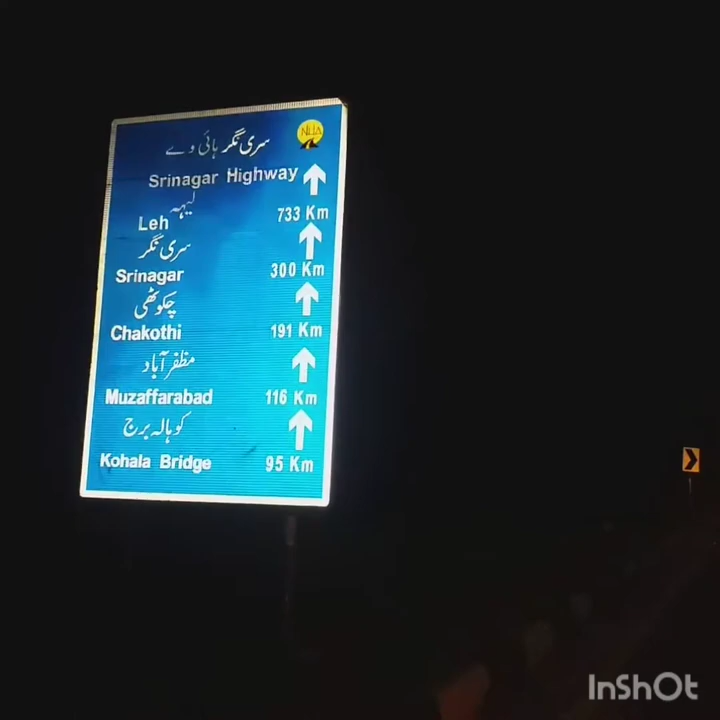 سری نگر ہائی وے
NHA
Srinagar Highway
لیہہ
Leh 733 Km
سری نگر
Srinagar 300 Km
چکوٹھی
Chakothi 191 Km
مظفر آباد
Muzaffarabad 116 Km
کوہالہ برج
Kohala Bridge 95 Km
InShOt